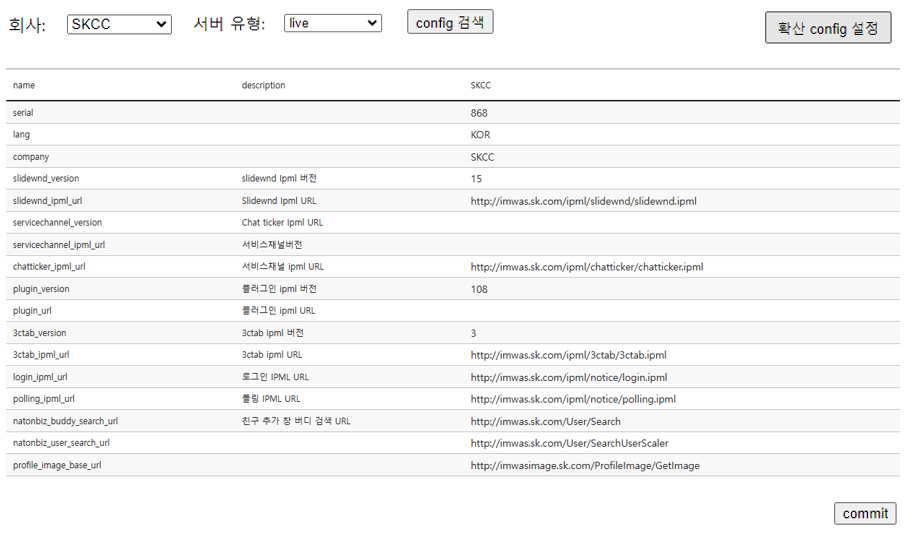 회사: SKCC 서버 유형: live config 검색 확산 config 설정
name description SKCC
serial 868
lang KOR
company SKCC
slidewnd_version slidewnd Ipml 버전 15
slidewnd_ipml_url Slidewnd Ipml URL http://imwas.sk.com/ipml/slidewnd/slidewnd.ipml
servicechannel_version Chat ticker Ipml URL
servicechannel_ipml_url 서비스채널버전
chatticker_ipml_url 서비스채널 ipml URL http://imwas.sk.com/ipml/chatticker/chatticker.ipml
plugin_version 플러그인 ipml 버전 108
plugin_url 플러그인 ipml URL
3ctab_version 3ctab ipml 버전 3
3ctab_ipml_url 3ctab ipml URL http://imwas.sk.com/ipml/3ctab/3ctab.ipml
login_ipml_url 로그인 IPML URL http://imwas.sk.com/ipml/notice/login.ipml
polling_ipml_url 폴링 IPML URL http://imwas.sk.com/ipml/notice/polling.ipml
natonbiz_buddy_search_url 친구 추가 창 버디 검색 URL http://imwas.sk.com/User/Search
natonbiz_user_search_url http://imwas.sk.com/User/SearchUserScaler
profile_image_base_url http://imwasimage.sk.com/ProfileImage/GetImage
commit